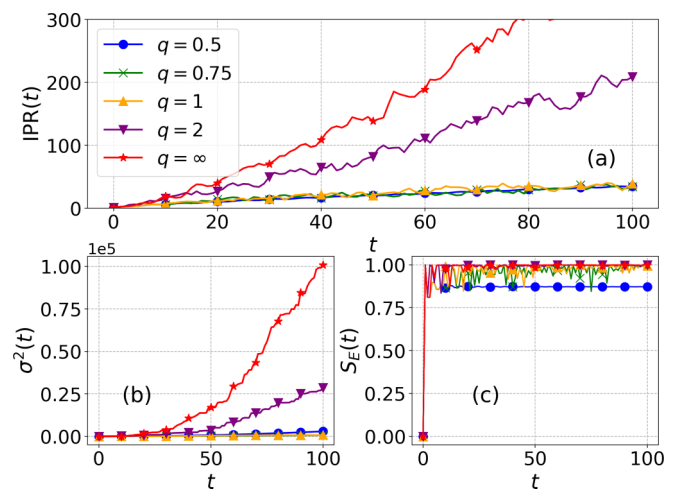 300
200
100
0
IPR(t)
q = 0.5
q = 0.75
q = 1
q = 2
q = ∞
(a)
0 20 40 60 80 100
t
1e5
1.00
0.75
0.50
0.25
0.00
σ²(t)
(b)
0 50 100
t
1.00
0.75
0.50
0.25
0.00
S_E(t)
(c)
0 50 100
t